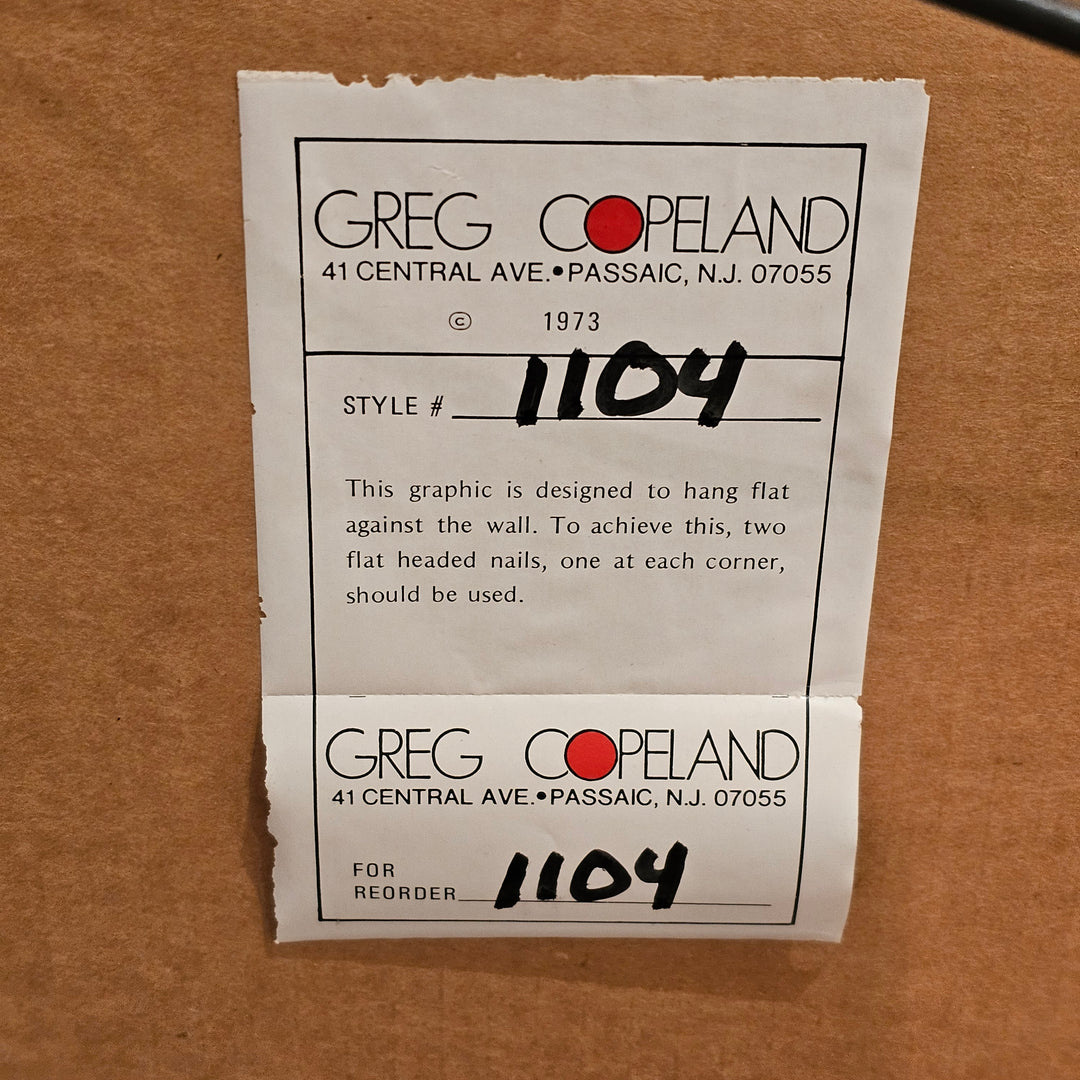 GREG COPELAND
41 CENTRAL AVE.•PASSAIC, N.J. 07055
© 1973
STYLE # 1104
This graphic is designed to hang flat
against the wall. To achieve this, two
flat headed nails, one at each corner,
should be used.
GREG COPELAND
41 CENTRAL AVE.•PASSAIC, N.J. 07055
FOR
REORDER 1104